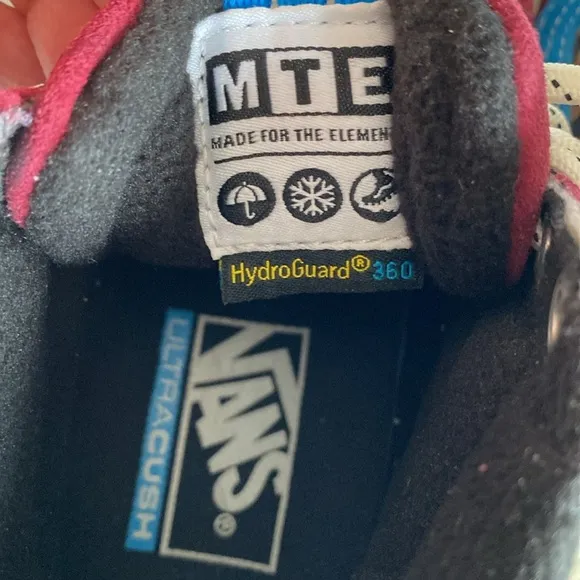 MTE
MADE FOR THE ELEMEN
HydroGuard® 360
VANS®
ULTRACUSH